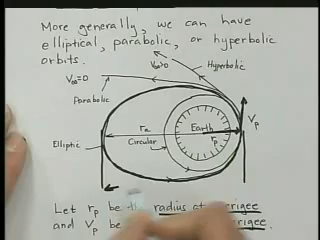 More generally, we can have
elliptical, parabolic, or hyperbolic
orbits.
V∞>0
Hyperbolic
V∞=0
Parabolic
ra
Earth
rp
Vp
Elliptic
Circular
Let rp be the radius at perigee
and Vp be perigee.